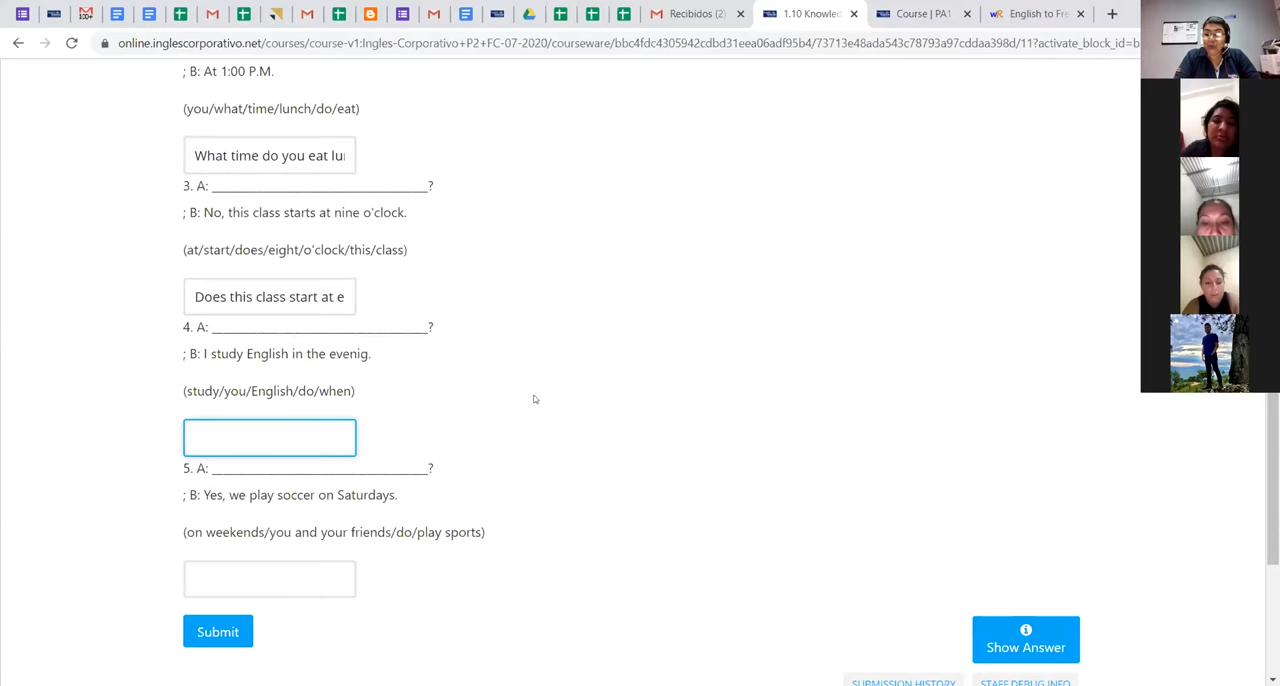 Recibidos (2)
1.10 Knowled
Course | PA1
English to Fre
online.inglescorporativo.net/courses/course-v1:Ingles-Corporativo+P2+FC-07-2020/courseware/bbc4fdc4305942cdbd31eea06adf95b4/73713e48ada543c78793a97cddaa398d/11?activate_block_id=b
; B: At 1:00 P.M.
(you/what/time/lunch/do/eat)
What time do you eat lu
3. A: ________________________________?
; B: No, this class starts at nine o'clock.
(at/start/does/eight/o'clock/this/class)
Does this class start at e
4. A: ________________________________?
; B: I study English in the evenig.
(study/you/English/do/when)
5. A: ________________________________?
; B: Yes, we play soccer on Saturdays.
(on weekends/you and your friends/do/play sports)
Submit
Show Answer
SUBMISSION HISTORY
STAFF DEBUG INFO